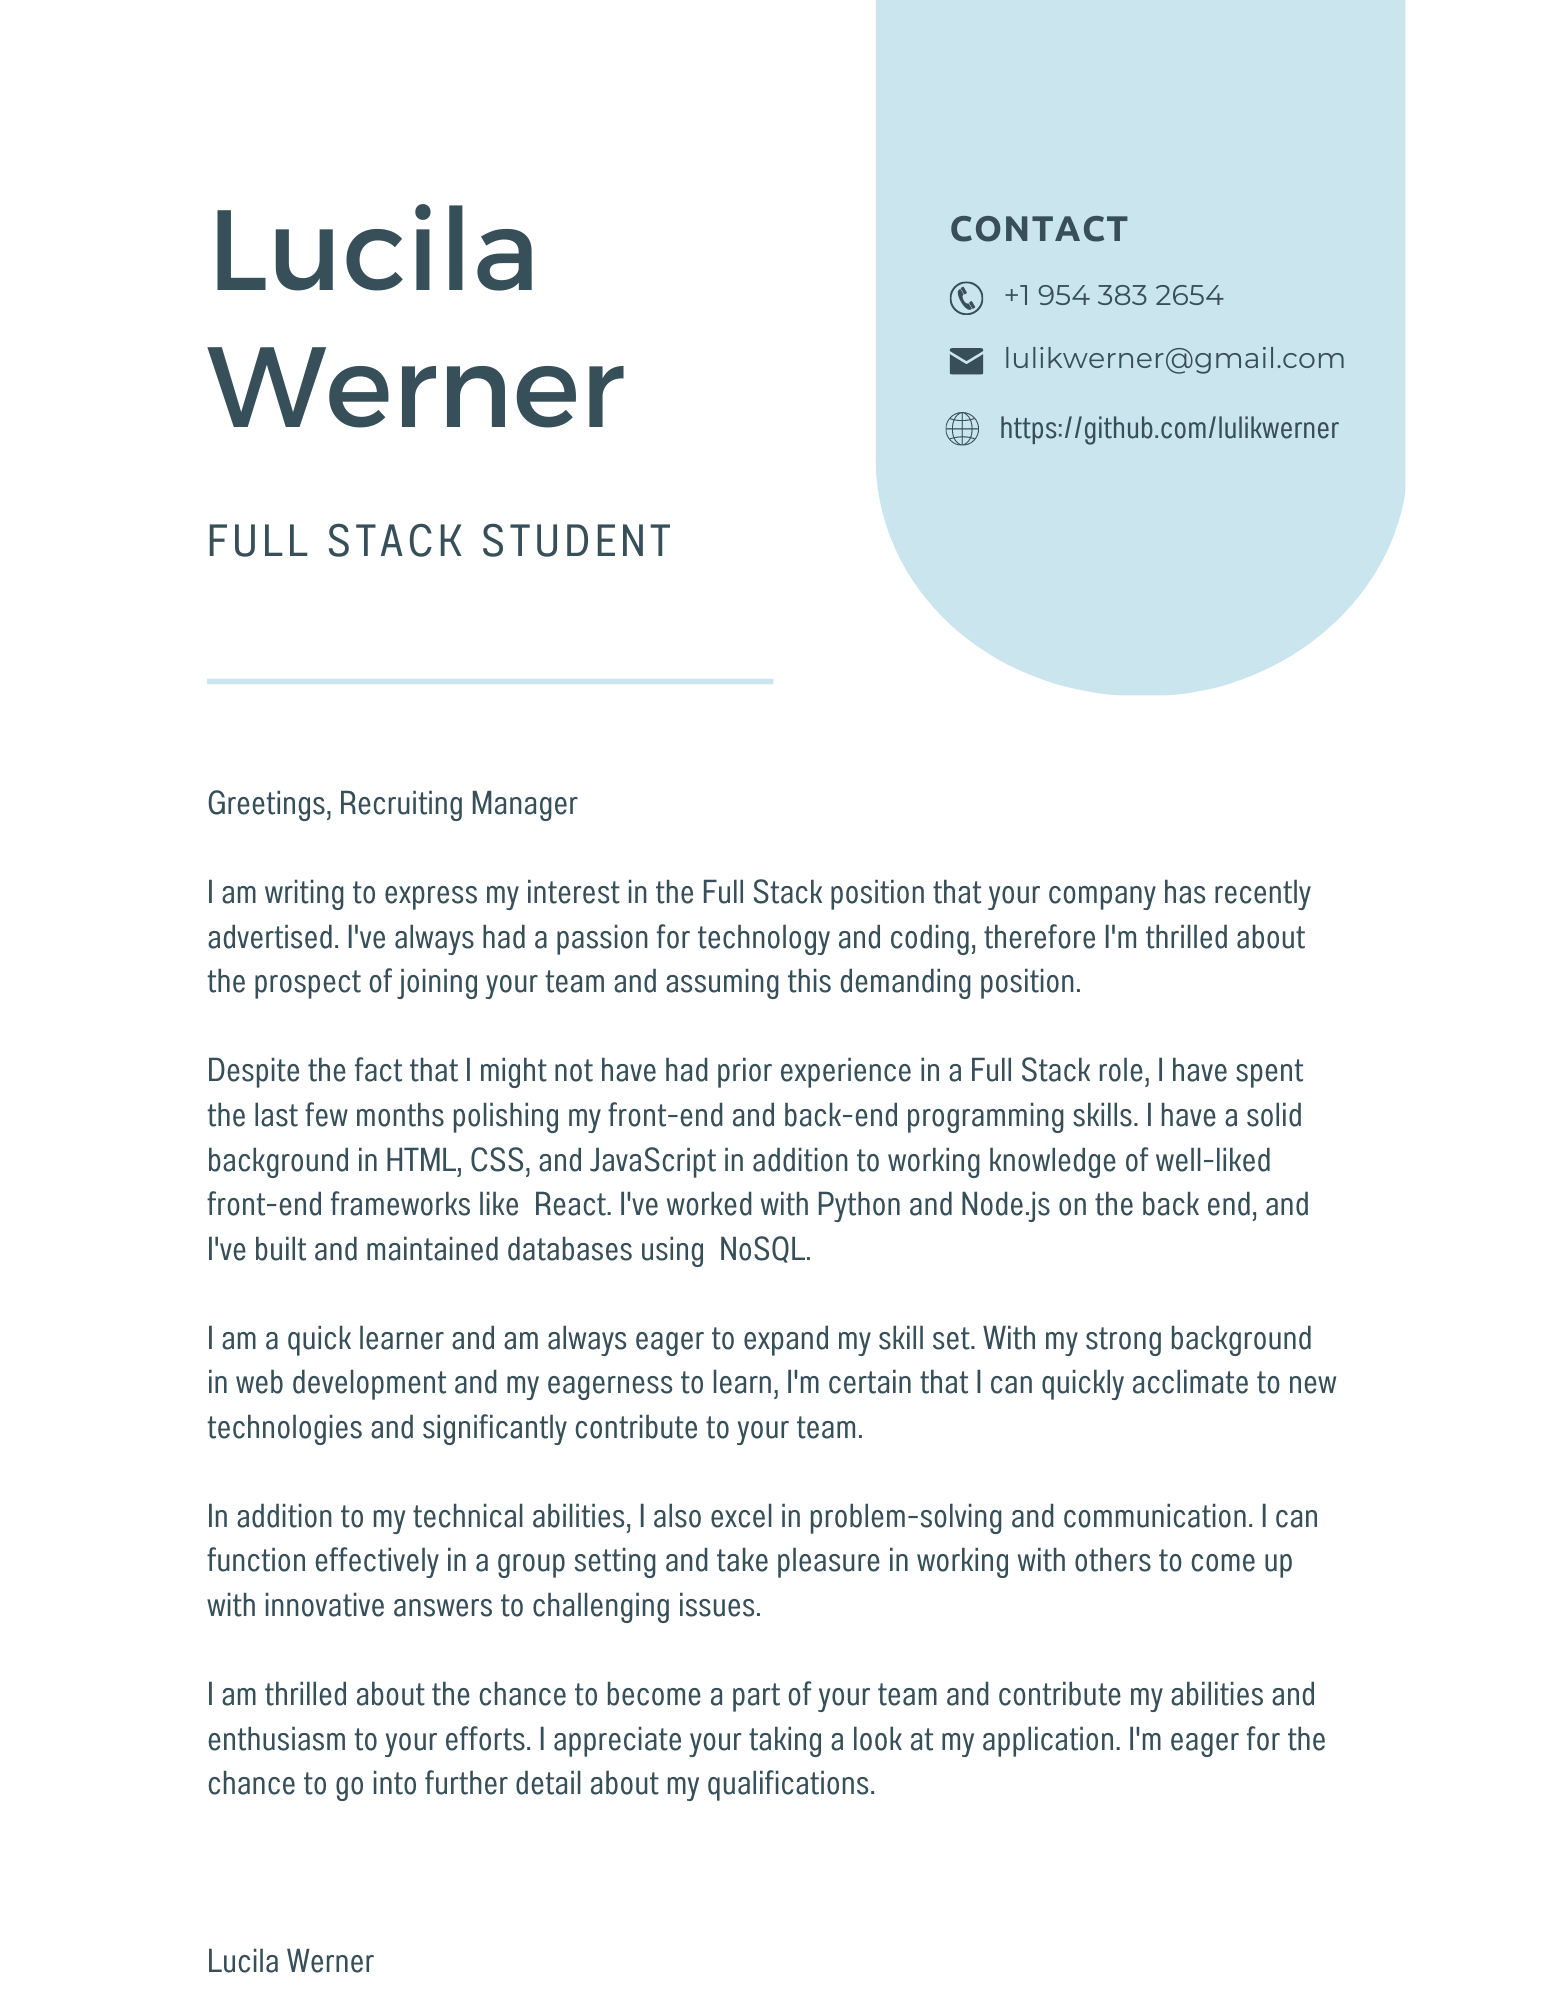 Lucila
Werner
FULL STACK STUDENT
CONTACT
+1 954 383 2654
lulikwerner@gmail.com
https://github.com/lulikwerner
Greetings, Recruiting Manager
I am writing to express my interest in the Full Stack position that your company has recently
advertised. I've always had a passion for technology and coding, therefore I'm thrilled about
the prospect of joining your team and assuming this demanding position.
Despite the fact that I might not have had prior experience in a Full Stack role, I have spent
the last few months polishing my front-end and back-end programming skills. I have a solid
background in HTML, CSS, and JavaScript in addition to working knowledge of well-liked
front-end frameworks like  React. I've worked with Python and Node.js on the back end, and
I've built and maintained databases using  NoSQL.
I am a quick learner and am always eager to expand my skill set. With my strong background
in web development and my eagerness to learn, I'm certain that I can quickly acclimate to new
technologies and significantly contribute to your team.
In addition to my technical abilities, I also excel in problem-solving and communication. I can
function effectively in a group setting and take pleasure in working with others to come up
with innovative answers to challenging issues.
I am thrilled about the chance to become a part of your team and contribute my abilities and
enthusiasm to your efforts. I appreciate your taking a look at my application. I'm eager for the
chance to go into further detail about my qualifications.
Lucila Werner